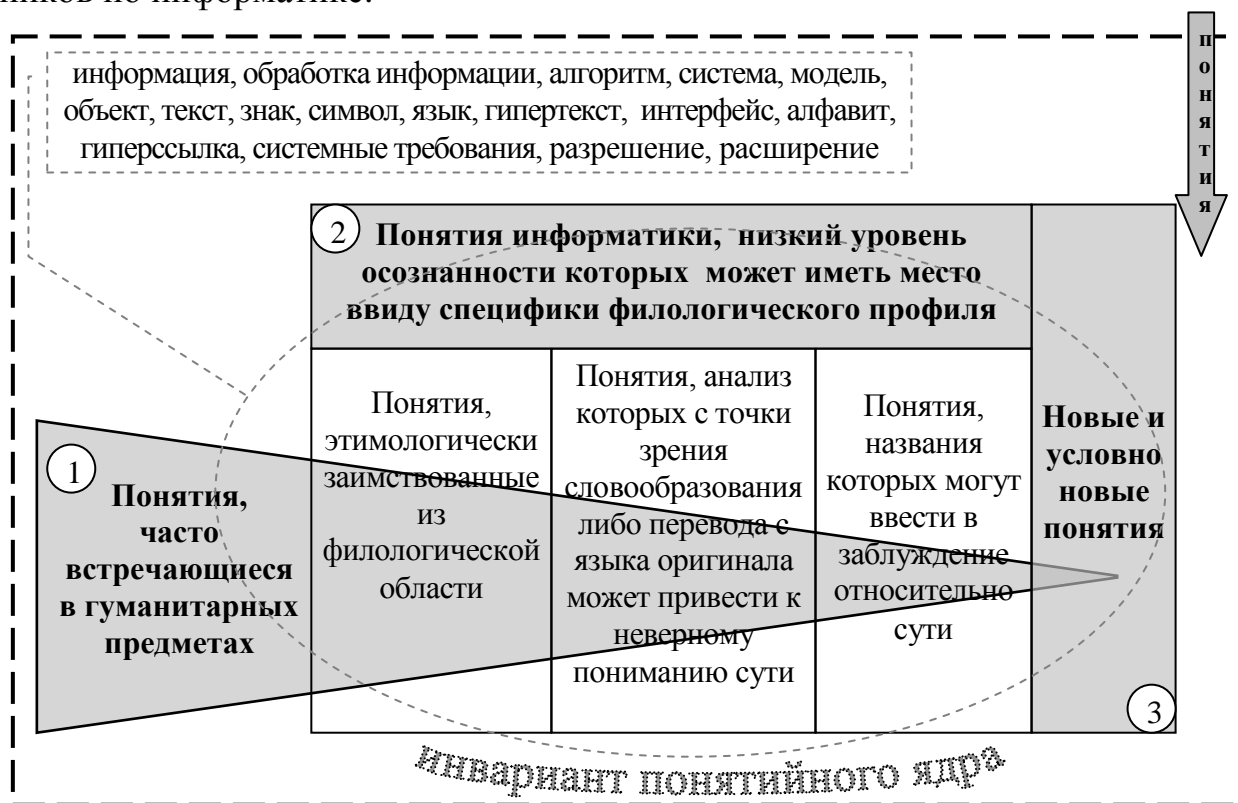 ников по информатике.
понятия
информация, обработка информации, алгоритм, система, модель,
объект, текст, знак, символ, язык, гипертекст, интерфейс, алфавит,
гиперссылка, системные требования, разрешение, расширение
2
Понятия информатики, низкий уровень
осознанности которых может иметь место
ввиду специфики филологического профиля
1
Понятия,
часто
встречающиеся
в гуманитарных
предметах
Понятия,
этимологически
заимствованные
из
филологической
области
Понятия, анализ
которых с точки
зрения
словообразования
либо перевода с
языка оригинала
может привести к
неверному
пониманию сути
Понятия,
названия
которых могут
ввести в
заблуждение
относительно
сути
Новые и
условно
новые
понятия
3
инвариант понятийного ядра